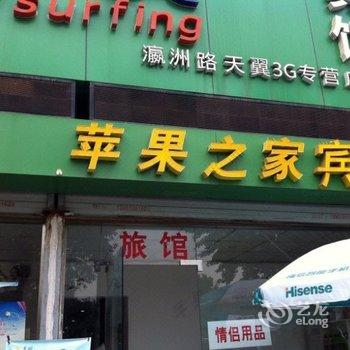 surfing
瀛洲路天翼3G专营
苹果之家宾
旅馆
情侣用品
Hisense
艺龙
eLong